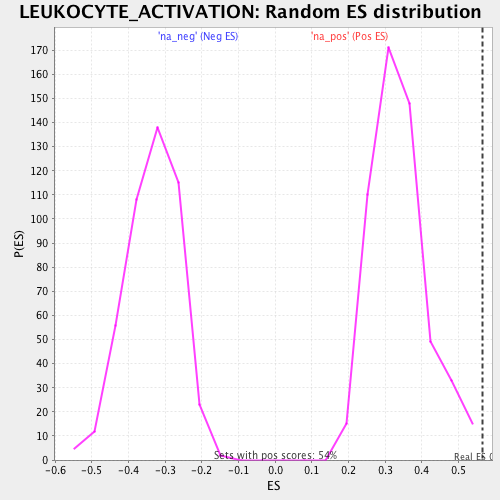 LEUKOCYTE_ACTIVATION: Random ES distribution
'na_neg' (Neg ES) 'na_pos' (Pos ES)
170
160
150
140
130
120
110
100
90
80
70
60
50
40
30
20
10
0
P(ES)
Sets with pos scores: 54%
Real ES
-0.6 -0.5 -0.4 -0.3 -0.2 -0.1 0.0 0.1 0.2 0.3 0.4 0.5
ES